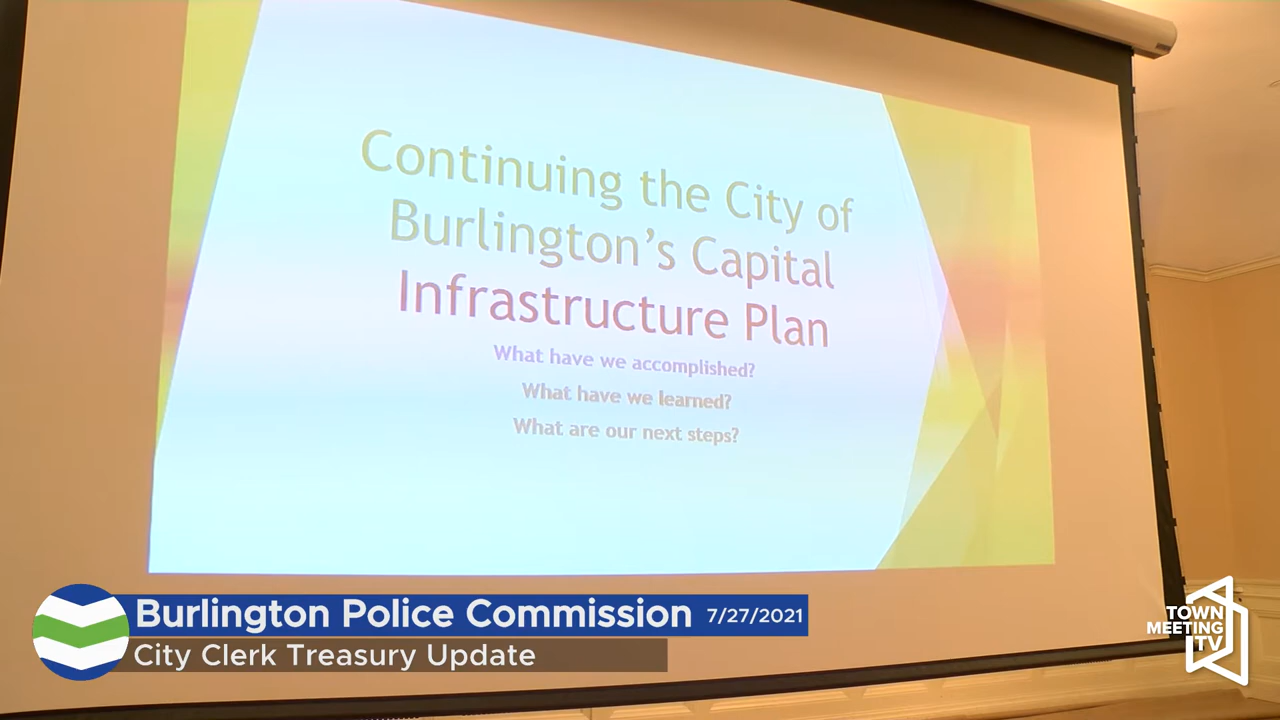 Continuing the City of
Burlington’s Capital
Infrastructure Plan
What have we accomplished?
What have we learned?
What are our next steps?
Burlington Police Commission 7/27/2021
City Clerk Treasury Update
TOWN
MEETING
TV